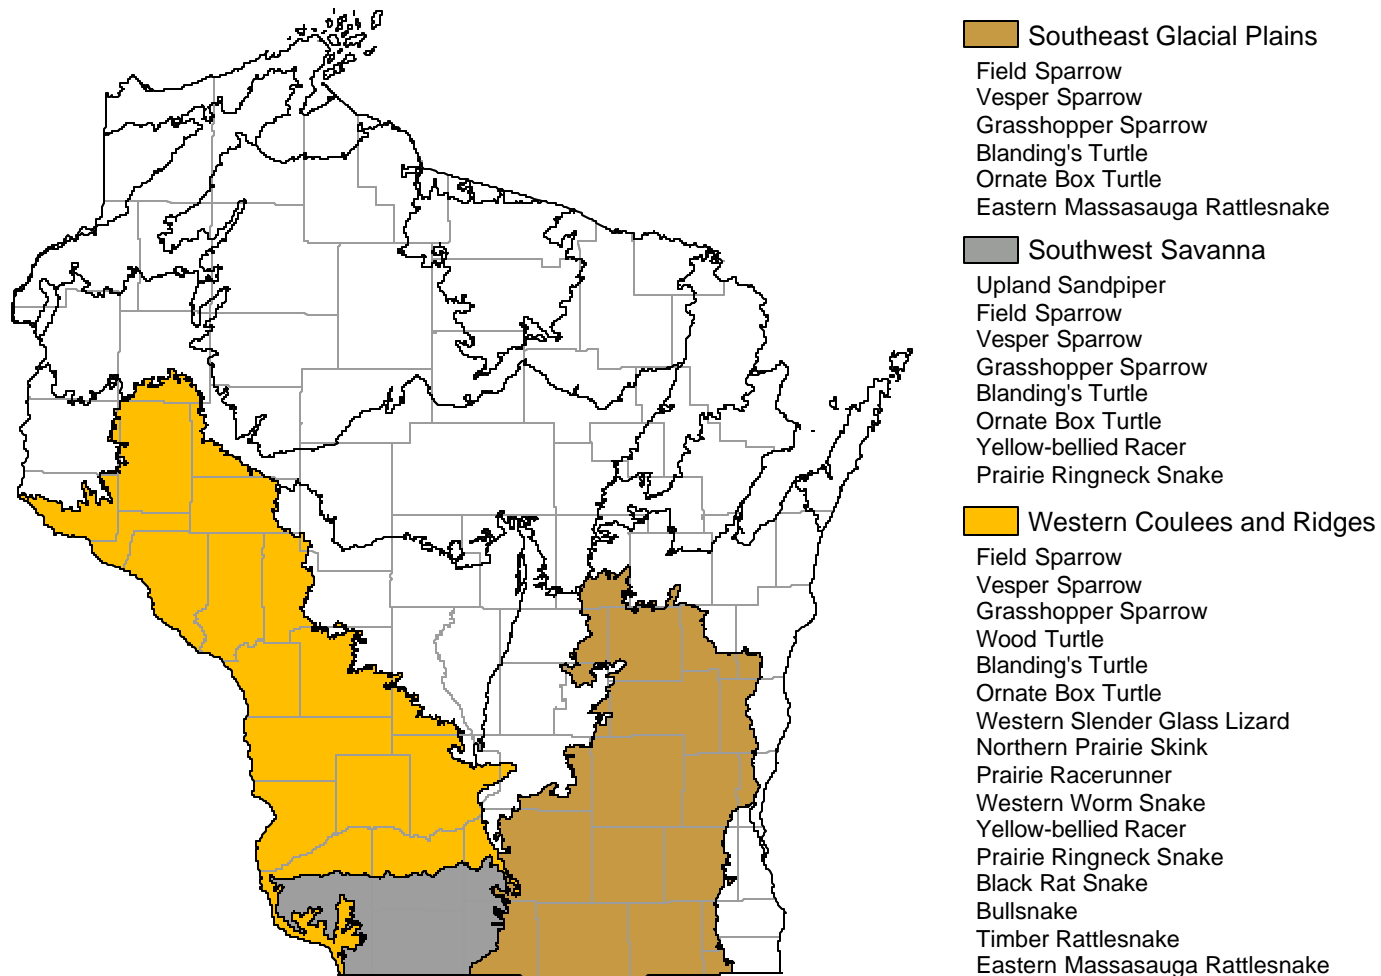 Southeast Glacial Plains
Field Sparrow
Vesper Sparrow
Grasshopper Sparrow
Blanding's Turtle
Ornate Box Turtle
Eastern Massasauga Rattlesnake
Southwest Savanna
Upland Sandpiper
Field Sparrow
Vesper Sparrow
Grasshopper Sparrow
Blanding's Turtle
Ornate Box Turtle
Yellow-bellied Racer
Prairie Ringneck Snake
Western Coulees and Ridges
Field Sparrow
Vesper Sparrow
Grasshopper Sparrow
Wood Turtle
Blanding's Turtle
Ornate Box Turtle
Western Slender Glass Lizard
Northern Prairie Skink
Prairie Racerunner
Western Worm Snake
Yellow-bellied Racer
Prairie Ringneck Snake
Black Rat Snake
Bullsnake
Timber Rattlesnake
Eastern Massasauga Rattlesnake